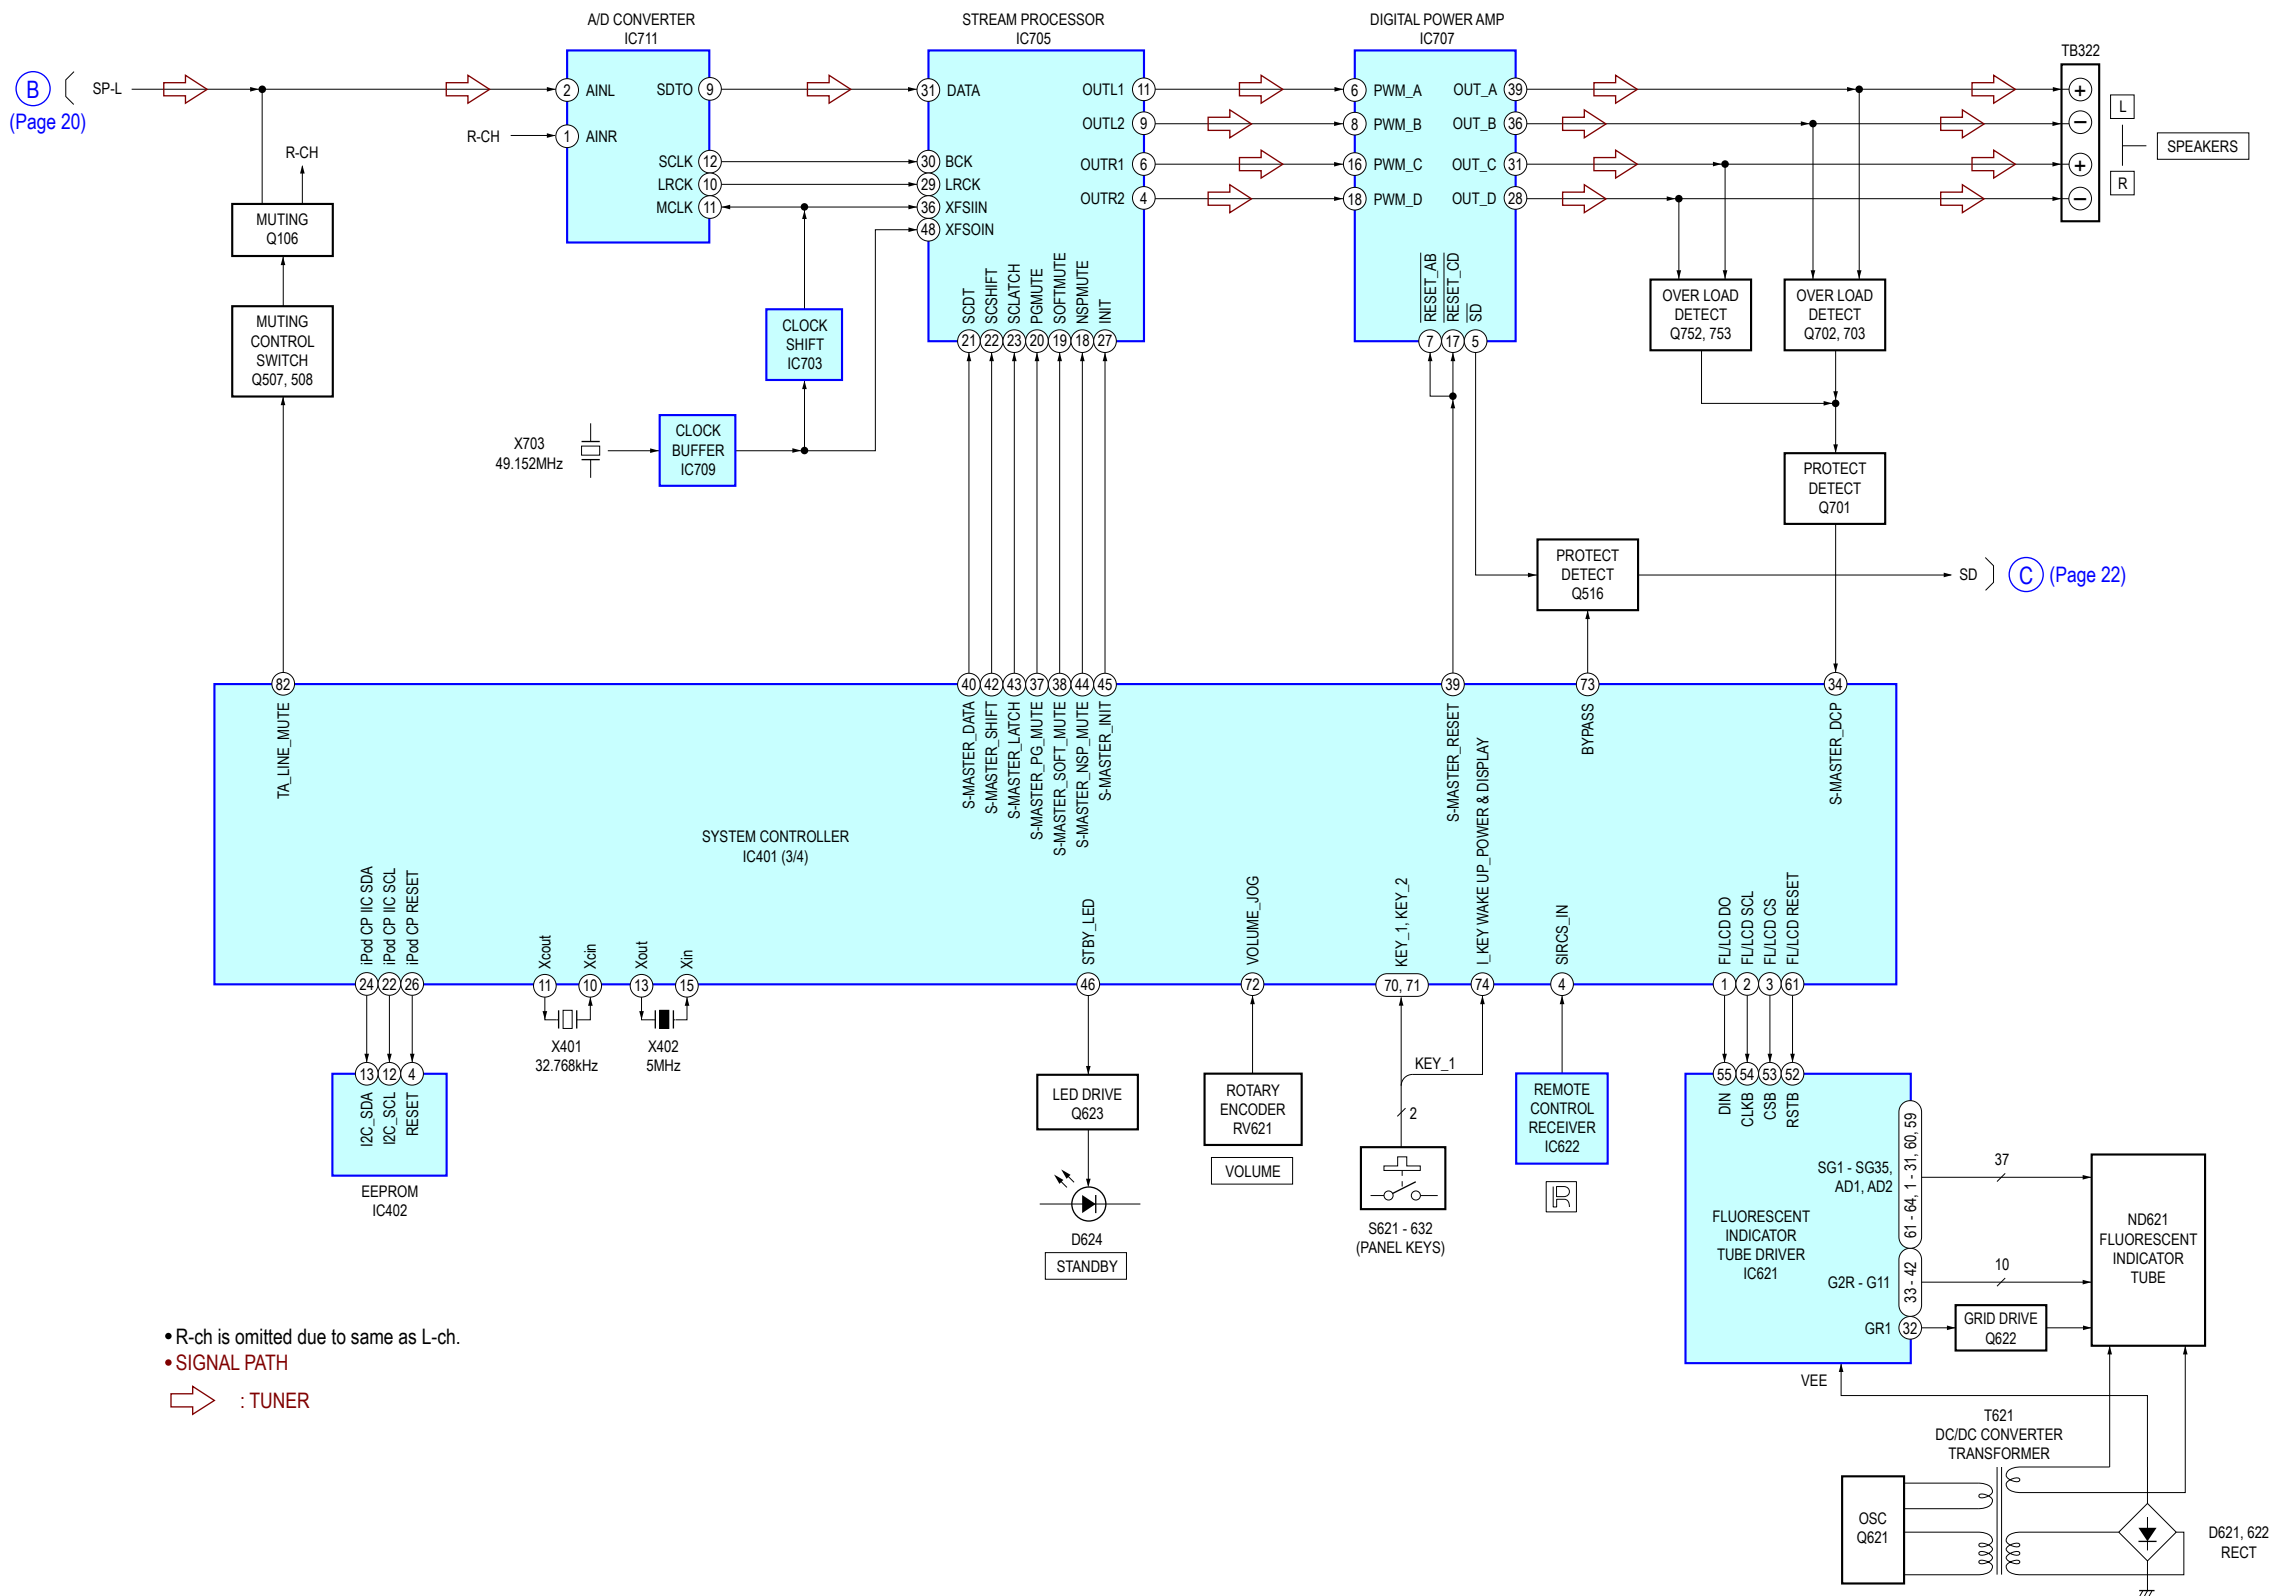 A/D CONVERTER
IC711
STREAM PROCESSOR
IC705
DIGITAL POWER AMP
IC707
TB322
B
SP-L
(Page 20)
2 AINL
SDTO 9
R-CH
1 AINR
SCLK 12
LRCK 10
MCLK 11
31 DATA
30 BCK
29 LRCK
36 XFSIIN
48 XFSOIN
OUTL1 11
OUTL2 9
OUTR1 6
OUTR2 4
6 PWM_A
8 PWM_B
16 PWM_C
18 PWM_D
OUT_A 39
OUT_B 36
OUT_C 31
OUT_D 28
+
−
+
−
L
R
SPEAKERS
R-CH
MUTING
Q106
MUTING
CONTROL
SWITCH
Q507, 508
SCDT
SCSHIFT
SCLATCH
PGMUTE
SOFTMUTE
NSPMUTE
INIT
21 22 23 20 19 18 27
RESET_AB
RESET_CD
SD
7 17 5
CLOCK
SHIFT
IC703
OVER LOAD
DETECT
Q752, 753
OVER LOAD
DETECT
Q702, 703
X703
49.152MHz
CLOCK
BUFFER
IC709
PROTECT
DETECT
Q701
PROTECT
DETECT
Q516
SD
C (Page 22)
82
40 42 43 37 38 44 45
39
73
34
TA_LINE_MUTE
S-MASTER_DATA
S-MASTER_SHIFT
S-MASTER_LATCH
S-MASTER_PG_MUTE
S-MASTER_SOFT_MUTE
S-MASTER_NSP_MUTE
S-MASTER_INIT
S-MASTER_RESET
I_KEY WAKE UP_POWER & DISPLAY
BYPASS
S-MASTER_DCP
SYSTEM CONTROLLER
IC401 (3/4)
iPod CP IIC SDA
iPod CP IIC SCL
iPod CP RESET
Xcout
Xcin
Xout
Xin
STBY_LED
VOLUME_JOG
KEY_1, KEY_2
SIRCS_IN
FL/LCD DO
FL/LCD SCL
FL/LCD CS
FL/LCD RESET
24 22 26
11 10 13 15
46
72
70, 71
74
4
1 2 3 61
X401
32.768kHz
X402
5MHz
13 12 4
I2C_SDA
I2C_SCL
RESET
EEPROM
IC402
LED DRIVE
Q623
D624
STANDBY
ROTARY
ENCODER
RV621
VOLUME
KEY_1
2
S621 - 632
(PANEL KEYS)
REMOTE
CONTROL
RECEIVER
IC622
R
55 54 53 52
DIN
CLKB
CSB
RSTB
SG1 - SG35,
AD1, AD2
61 - 64, 1 - 31, 60, 59
37
FLUORESCENT
INDICATOR
TUBE DRIVER
IC621
G2R - G11
33 - 42
10
GR1 32
GRID DRIVE
Q622
ND621
FLUORESCENT
INDICATOR
TUBE
VEE
T621
DC/DC CONVERTER
TRANSFORMER
OSC
Q621
D621, 622
RECT
• R-ch is omitted due to same as L-ch.
• SIGNAL PATH
: TUNER